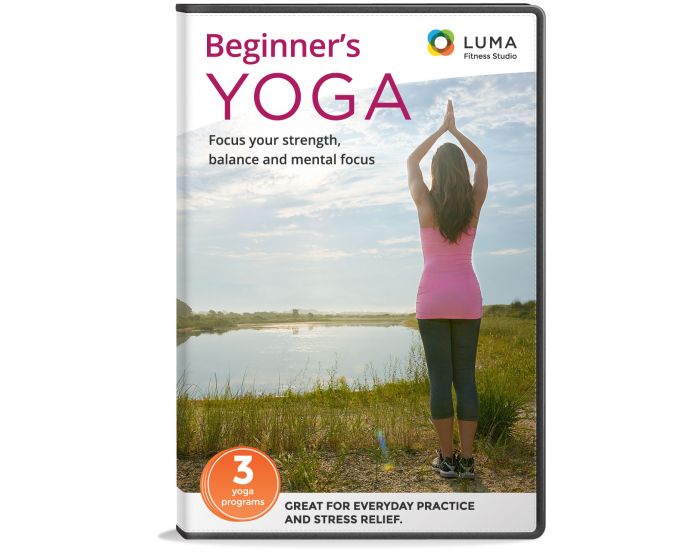 Beginner's
YOGA
LUMA
Fitness Studio
Focus your strength,
balance and mental focus
3
yoga
programs
GREAT FOR EVERYDAY PRACTICE
AND STRESS RELIEF.